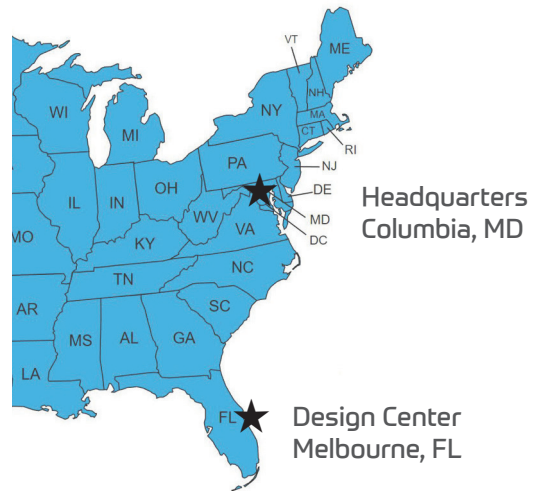 VT
ME
NH
WI
NY
MA
MI
CT
RI
PA
NJ
OH
DE
IL
IN
Headquarters
Columbia, MD
WV
MD
VA
DC
MO
KY
NC
TN
AR
SC
MS
AL
GA
LA
FL
Design Center
Melbourne, FL